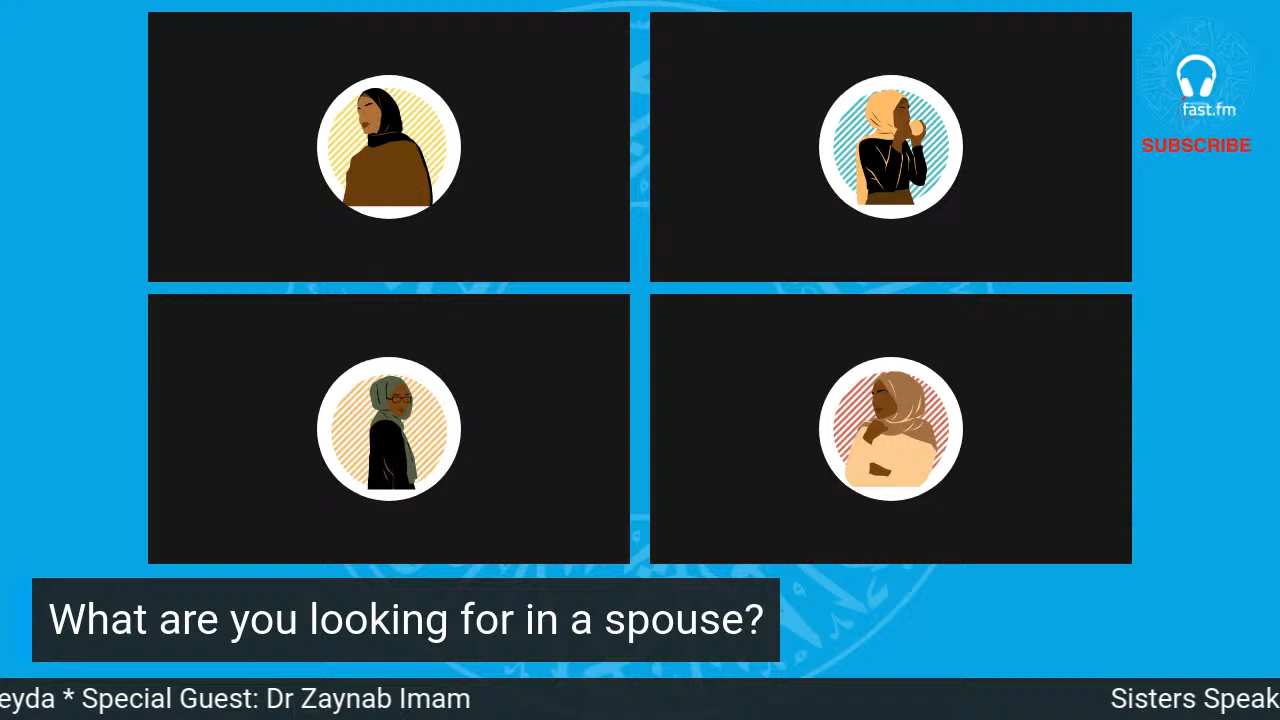 fast.fm
SUBSCRIBE
What are you looking for in a spouse?
eyda * Special Guest: Dr Zaynab Imam
Sisters Speak